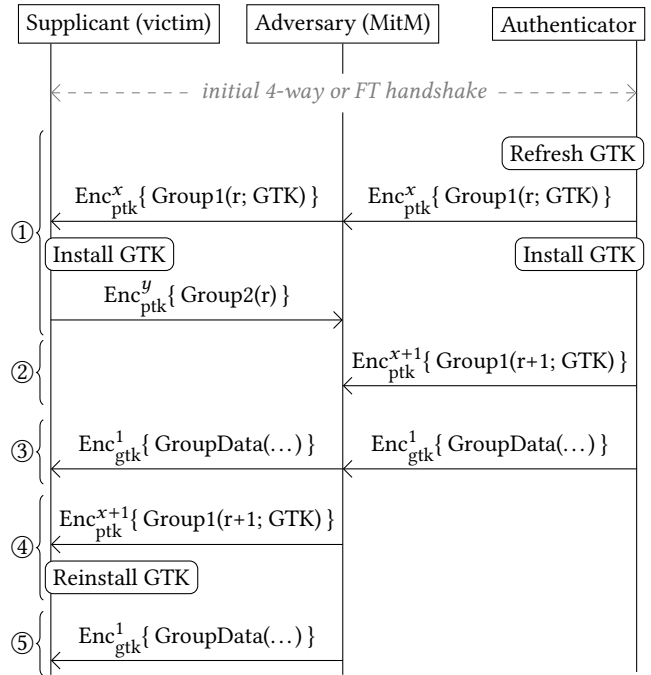 Supplicant (victim) Adversary (MitM) Authenticator
initial 4-way or FT handshake
Refresh GTK
Enc^x_ptk{ Group1(r; GTK) } Enc^x_ptk{ Group1(r; GTK) }
①
Install GTK Install GTK
Enc^y_ptk{ Group2(r) }
② Enc^{x+1}_ptk{ Group1(r+1; GTK) }
③ Enc^1_gtk{ GroupData(…) } Enc^1_gtk{ GroupData(…) }
Enc^{x+1}_ptk{ Group1(r+1; GTK) }
④
Reinstall GTK
⑤ Enc^1_gtk{ GroupData(…) }